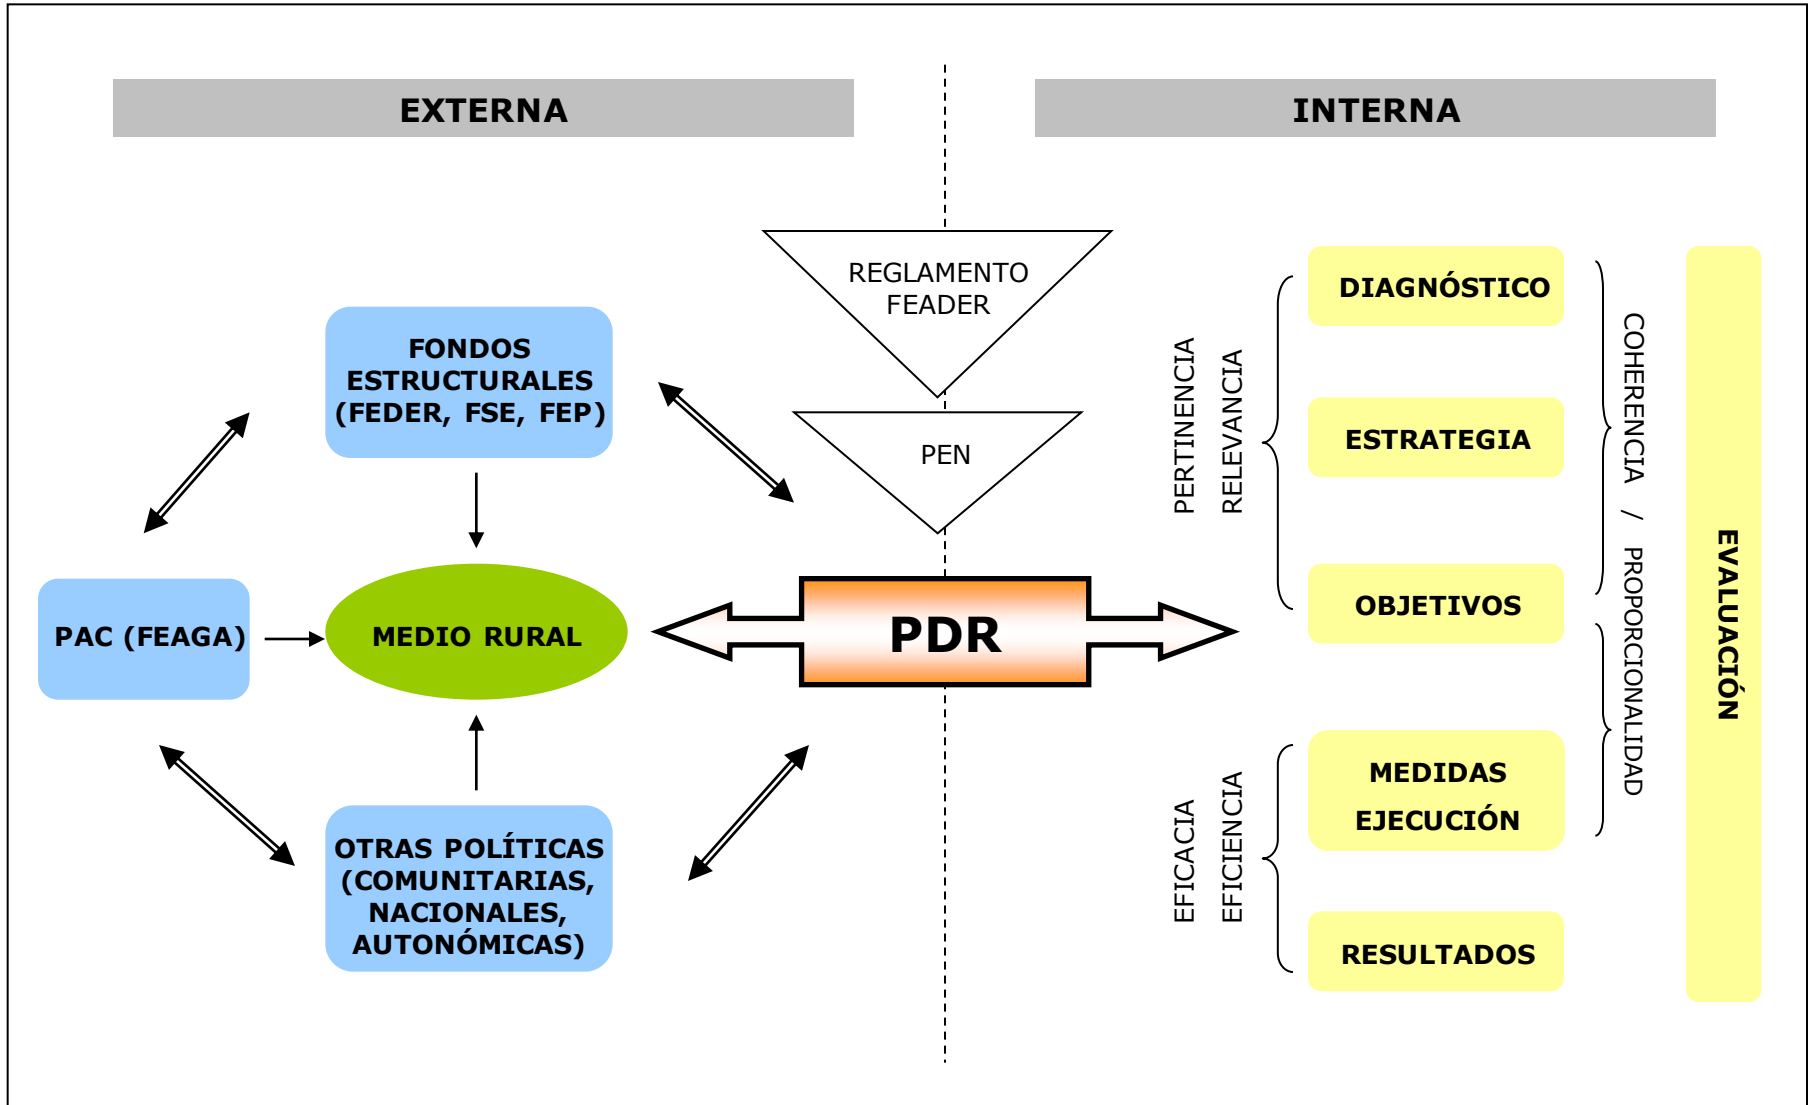 EXTERNA
INTERNA
REGLAMENTO
FEADER
PEN
FONDOS
ESTRUCTURALES
(FEDER, FSE, FEP)
PAC (FEAGA)
MEDIO RURAL
PDR
OTRAS POLÍTICAS
(COMUNITARIAS,
NACIONALES,
AUTONÓMICAS)
PERTINENCIA
RELEVANCIA
EFICACIA
EFICIENCIA
DIAGNÓSTICO
ESTRATEGIA
OBJETIVOS
MEDIDAS
EJECUCIÓN
RESULTADOS
COHERENCIA / PROPORCIONALIDAD
EVALUACIÓN